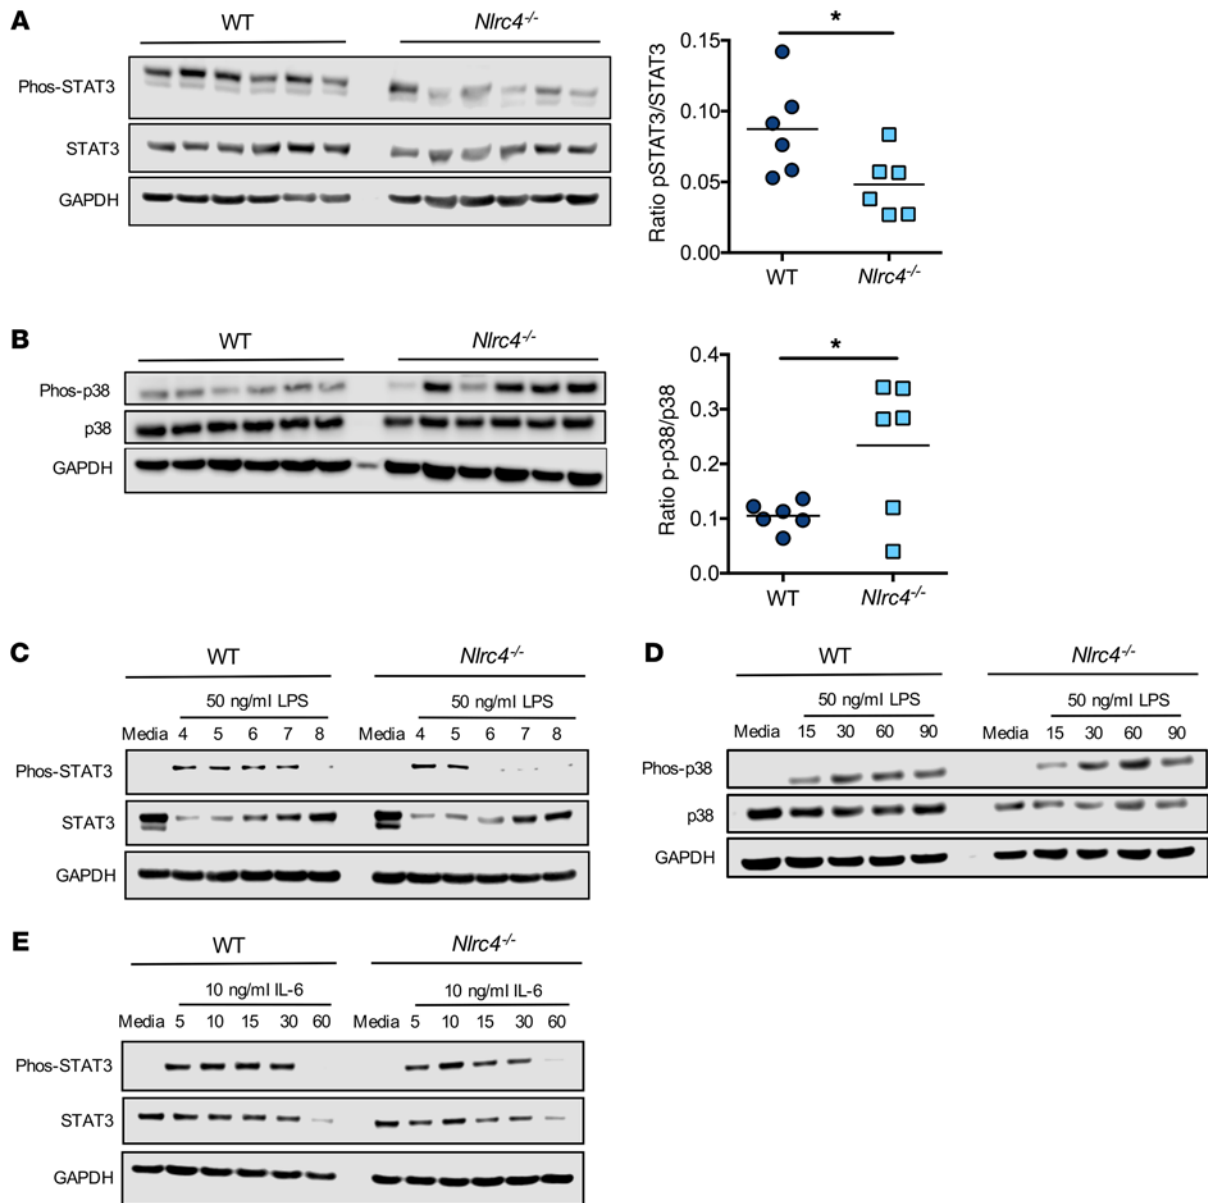 A
WT
Nlrc4-/-
Phos-STAT3
STAT3
GAPDH
*
Ratio pSTAT3/STAT3
0.15
0.10
0.05
0.00
WT
Nlrc4-/-
B
WT
Nlrc4-/-
Phos-p38
p38
GAPDH
*
Ratio p-p38/p38
0.4
0.3
0.2
0.1
0.0
WT
Nlrc4-/-
C
WT
Nlrc4-/-
50 ng/ml LPS
50 ng/ml LPS
Media 4 5 6 7 8
Media 4 5 6 7 8
Phos-STAT3
STAT3
GAPDH
D
WT
Nlrc4-/-
50 ng/ml LPS
50 ng/ml LPS
Media 15 30 60 90
Media 15 30 60 90
Phos-p38
p38
GAPDH
E
WT
Nlrc4-/-
10 ng/ml IL-6
10 ng/ml IL-6
Media 5 10 15 30 60
Media 5 10 15 30 60
Phos-STAT3
STAT3
GAPDH